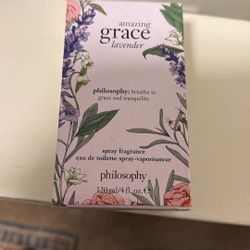 amazing
grace
lavender
philosophy: breathe in
grace and tranquility.
spray fragrance
eau de toilette spray-vaporisateur
philosophy
120 ml/4 fl. oz. e